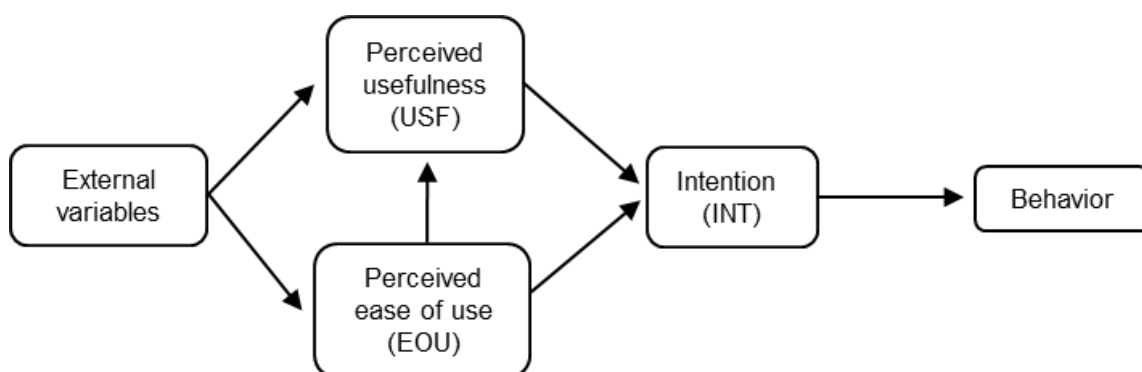 Perceived
usefulness
(USF)
External
variables
Perceived
ease of use
(EOU)
Intention
(INT)
Behavior